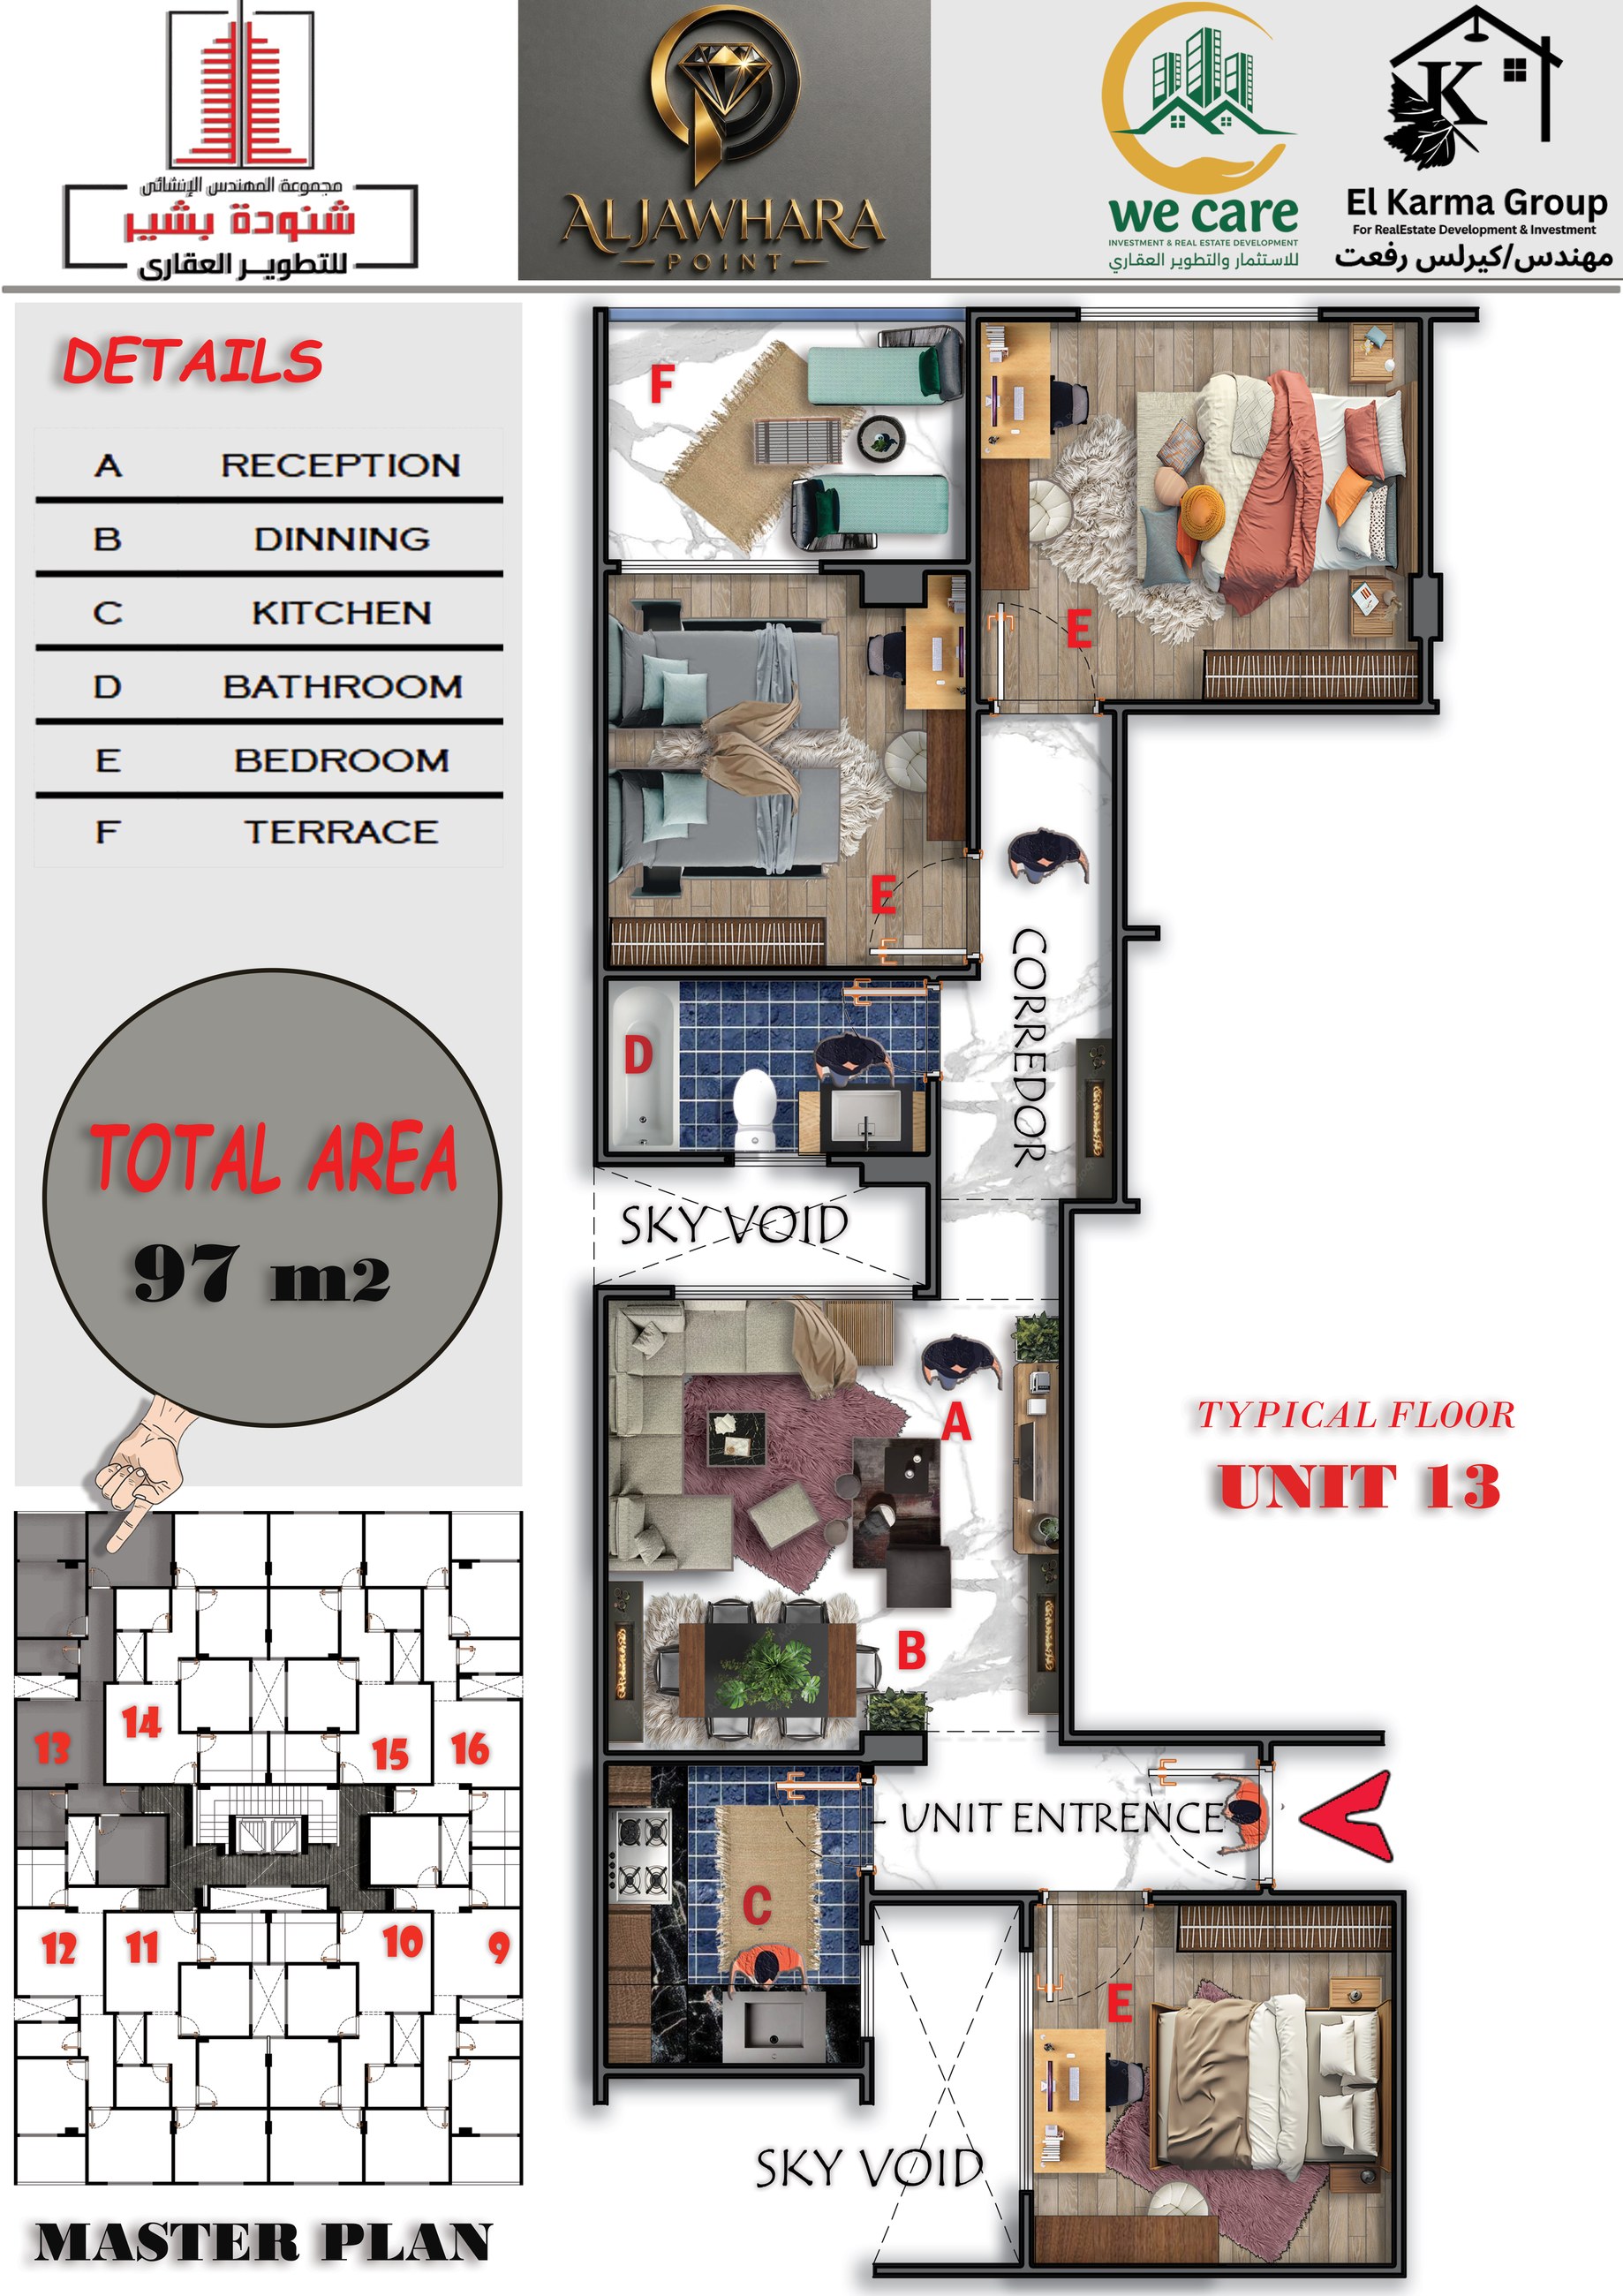 مجموعة المهندس الإنشائى
شنودة بشير
للتطوير العقارى
ALJAWHARA
POINT
we care
INVESTMENT & REAL ESTATE DEVELOPMENT
للاستثمار والتطوير العقاري
K
El Karma Group
For RealEstate Development & Investment
مهندس/كيرلس رفعت
DETAILS
A RECEPTION
B DINNING
C KITCHEN
D BATHROOM
E BEDROOM
F TERRACE
TOTAL AREA
97 m2
F
E
E
CORREDOR
D
SKY VOID
A
B
UNIT ENTRENCE
C
E
SKY VOID
TYPICAL FLOOR
UNIT 13
13
14
15
16
12
11
10
9
MASTER PLAN